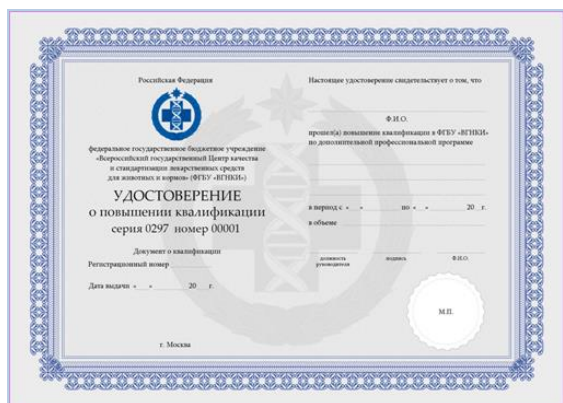 Российская Федерация
федеральное государственное бюджетное учреждение
«Всероссийский государственный Центр качества
и стандартизации лекарственных средств
для животных и кормов» (ФГБУ «ВГНКИ»)
УДОСТОВЕРЕНИЕ
о повышении квалификации
серия 0297 номер 00001
Документ о квалификации
Регистрационный номер
Дата выдачи « » 20 г.
г. Москва
Настоящее удостоверение свидетельствует о том, что
Ф.И.О.
прошел(а) повышение квалификации в ФГБУ «ВГНКИ»
по дополнительной профессиональной программе
в период с « » по « » 20 г.
в объеме
должность
руководителя
подпись
Ф.И.О.
М.П.